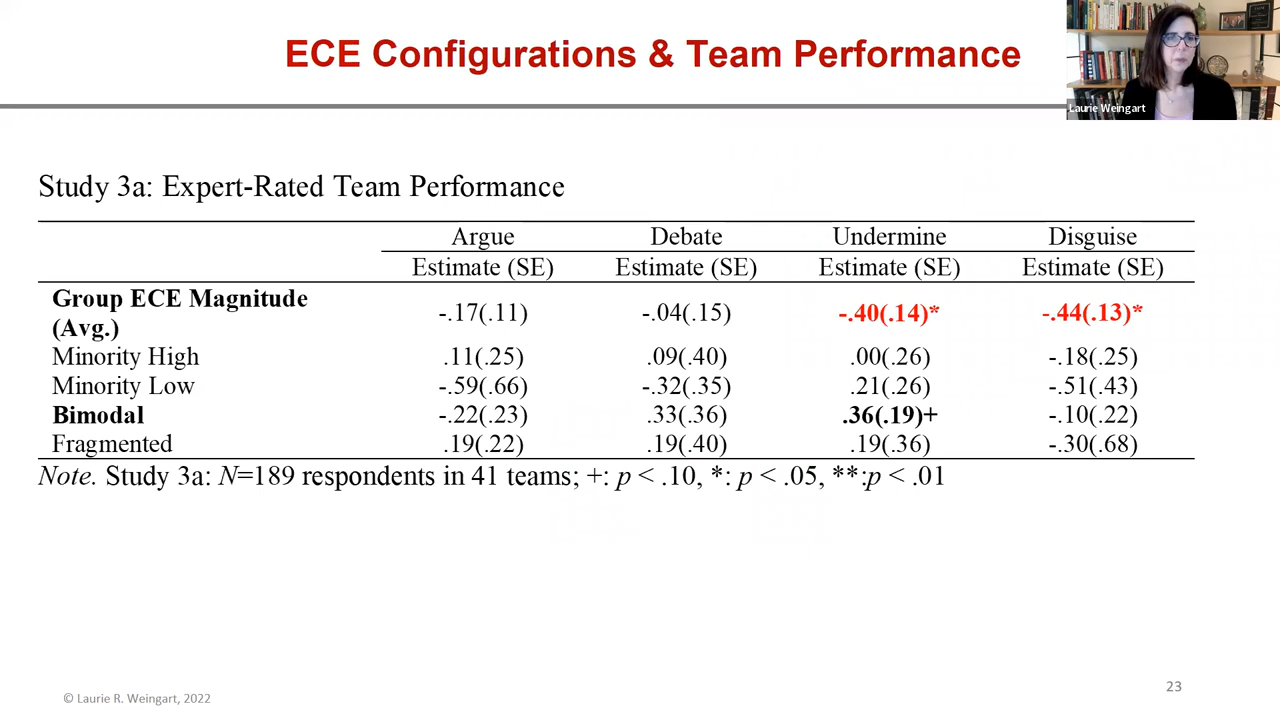 ECE Configurations & Team Performance
Laurie Weingart
Study 3a: Expert-Rated Team Performance
Argue Debate Undermine Disguise
Estimate (SE) Estimate (SE) Estimate (SE) Estimate (SE)
Group ECE Magnitude
(Avg.) -.17(.11) -.04(.15) -.40(.14)* -.44(.13)*
Minority High .11(.25) .09(.40) .00(.26) -.18(.25)
Minority Low -.59(.66) -.32(.35) .21(.26) -.51(.43)
Bimodal -.22(.23) .33(.36) .36(.19)+ -.10(.22)
Fragmented .19(.22) .19(.40) .19(.36) -.30(.68)
Note. Study 3a: N=189 respondents in 41 teams; +: p < .10, *: p < .05, **:p < .01
© Laurie R. Weingart, 2022
23